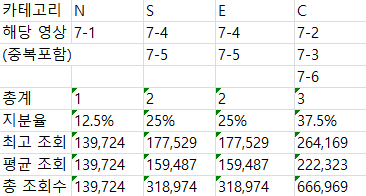 카테고리 N S E C
해당 영상 7-1 7-4 7-4 7-2
(중복포함) 7-5 7-5 7-3
7-6
총계 1 2 2 3
지분율 12.5% 25% 25% 37.5%
최고 조회 139,724 177,529 177,529 264,169
평균 조회 139,724 159,487 159,487 222,323
총 조회수 139,724 318,974 318,974 666,969